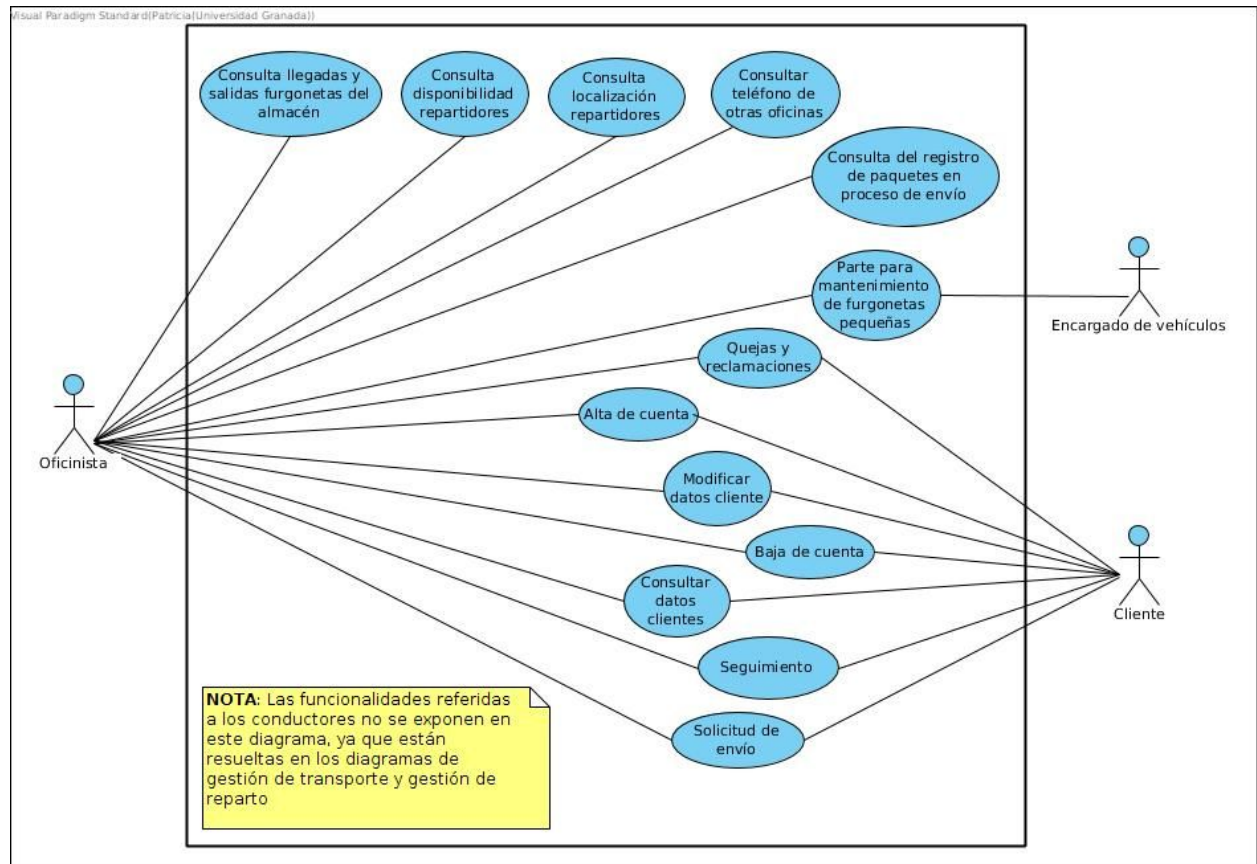 Visual Paradigm Standard(Patricia(Universidad Granada))
Consulta llegadas y
salidas furgonetas del
almacén
Consulta
disponibilidad
repartidores
Consulta
localización
repartidores
Consultar
teléfono de
otras oficinas
Consulta del registro
de paquetes en
proceso de envío
Parte para
mantenimiento
de furgonetas
pequeñas
Encargado de vehículos
Quejas y
reclamaciones
Alta de cuenta
Oficinista
Modificar
datos cliente
Baja de cuenta
Consultar
datos
clientes
Cliente
Seguimiento
Solicitud de
envío
NOTA: Las funcionalidades referidas
a los conductores no se exponen en
este diagrama, ya que están
resueltas en los diagramas de
gestión de transporte y gestión de
reparto